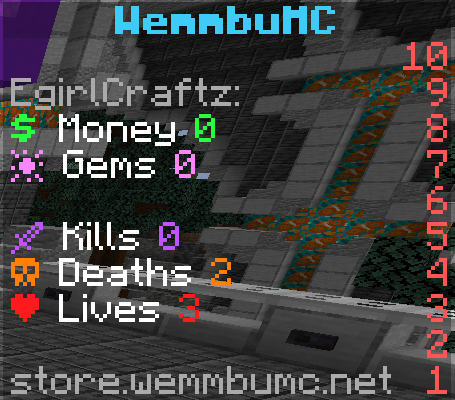 WemmbuMC
10
EgirlCraftz: 9
$ Money 0 8
Gems 0 7
6
Kills 0 5
Deaths 2 4
Lives 3 3
2
store.wemmbumc.net 1